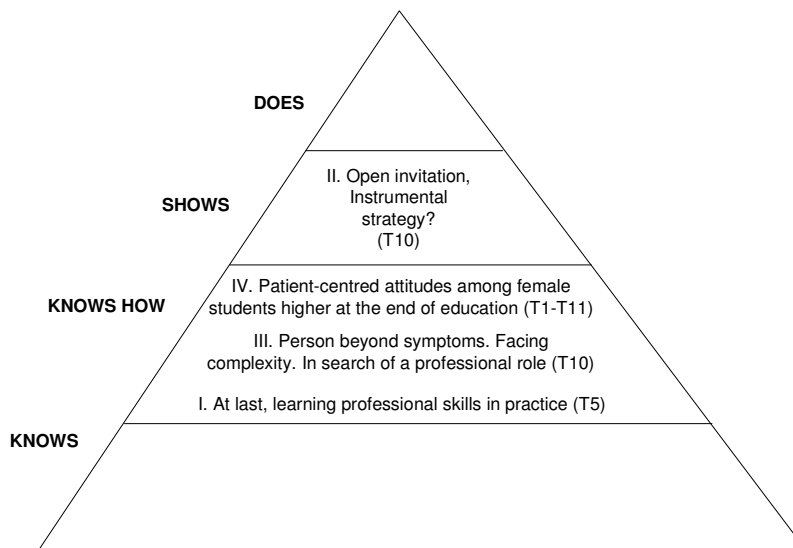 DOES
II. Open invitation,
Instrumental
strategy?
(T10)
SHOWS
IV. Patient-centred attitudes among female
students higher at the end of education (T1-T11)
KNOWS HOW
III. Person beyond symptoms. Facing
complexity. In search of a professional role (T10)
I. At last, learning professional skills in practice (T5)
KNOWS